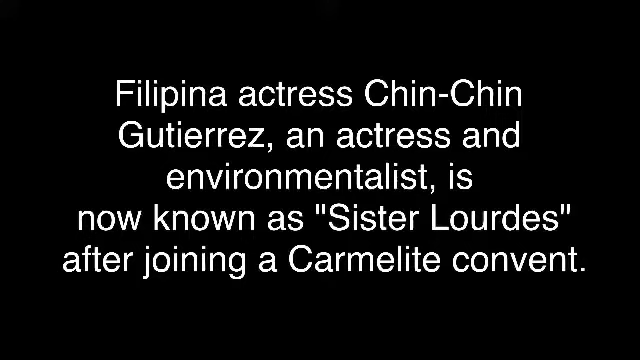 Filipina actress Chin-Chin
Gutierrez, an actress and
environmentalist, is
now known as "Sister Lourdes"
after joining a Carmelite convent.